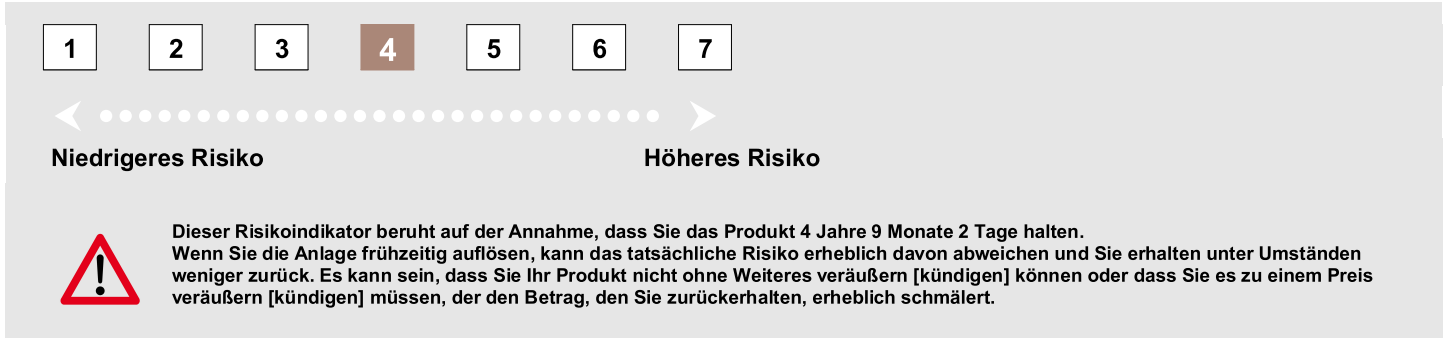 1 2 3 4 5 6 7
Niedrigeres Risiko Höheres Risiko
Dieser Risikoindikator beruht auf der Annahme, dass Sie das Produkt 4 Jahre 9 Monate 2 Tage halten.
Wenn Sie die Anlage frühzeitig auflösen, kann das tatsächliche Risiko erheblich davon abweichen und Sie erhalten unter Umständen
weniger zurück. Es kann sein, dass Sie Ihr Produkt nicht ohne Weiteres veräußern [kündigen] können oder dass Sie es zu einem Preis
veräußern [kündigen] müssen, der den Betrag, den Sie zurückerhalten, erheblich schmälert.